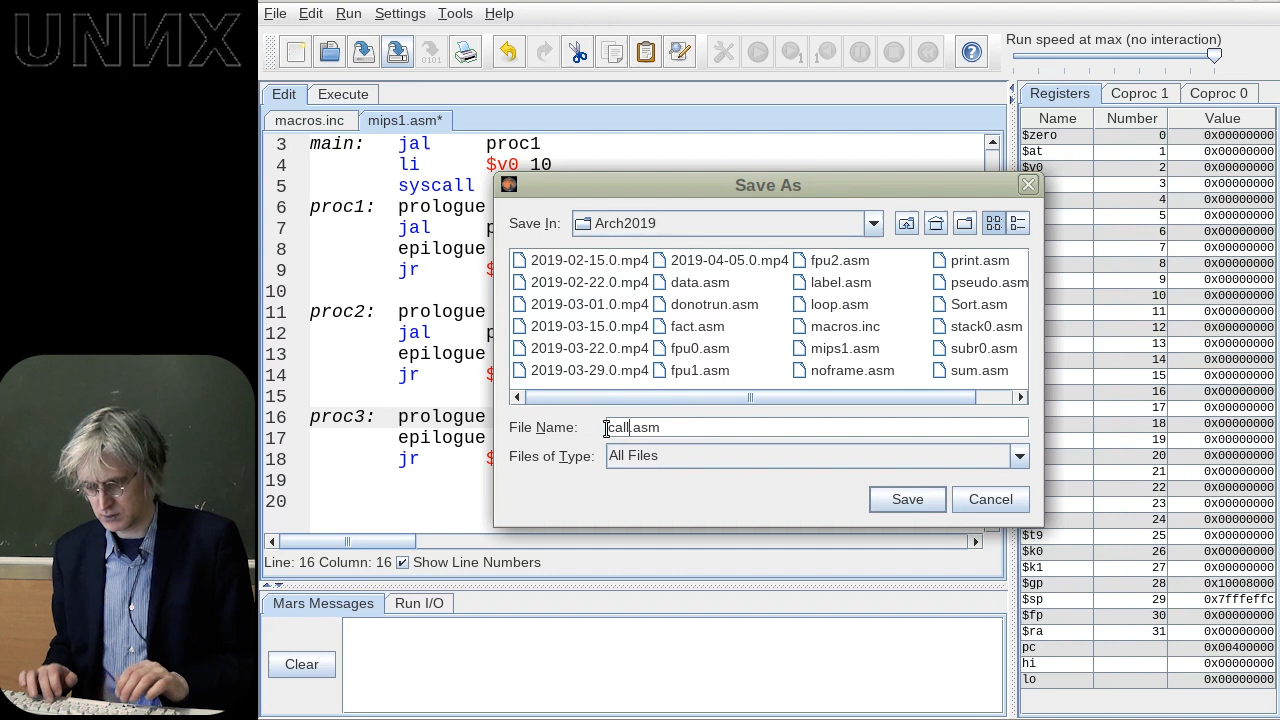 UNИX
File Edit Run Settings Tools Help
Run speed at max (no interaction)
Edit Execute
macros.inc mips1.asm*
3 main: jal proc1
4 li $v0 10
5 syscall
6 proc1: prologue
7 jal p
8 epilogue
9 jr $
10
11 proc2: prologue
12 jal p
13 epilogue
14 jr $
15
16 proc3: prologue
17 epilogue
18 jr $
19
20
Line: 16 Column: 16 Show Line Numbers
Mars Messages Run I/O
Clear
Save As
Save In: Arch2019
2019-02-15.0.mp4 2019-04-05.0.mp4 fpu2.asm print.asm
2019-02-22.0.mp4 data.asm label.asm pseudo.asm
2019-03-01.0.mp4 donotrun.asm loop.asm Sort.asm
2019-03-15.0.mp4 fact.asm macros.inc stack0.asm
2019-03-22.0.mp4 fpu0.asm mips1.asm subr0.asm
2019-03-29.0.mp4 fpu1.asm noframe.asm sum.asm
File Name: call.asm
Files of Type: All Files
Save Cancel
Registers Coproc 1 Coproc 0
Name Number Value
$zero 0 0x00000000
$at 1 0x00000000
$v0 2 0x00000000
3 0x00000000
4 0x00000000
5 0x00000000
6 0x00000000
7 0x00000000
8 0x00000000
9 0x00000000
10 0x00000000
11 0x00000000
12 0x00000000
13 0x00000000
14 0x00000000
15 0x00000000
16 0x00000000
17 0x00000000
18 0x00000000
19 0x00000000
20 0x00000000
21 0x00000000
22 0x00000000
23 0x00000000
24 0x00000000
$t9 25 0x00000000
$k0 26 0x00000000
$k1 27 0x00000000
$gp 28 0x10008000
$sp 29 0x7fffeffc
$fp 30 0x00000000
$ra 31 0x00000000
pc 0x00400000
hi 0x00000000
lo 0x00000000